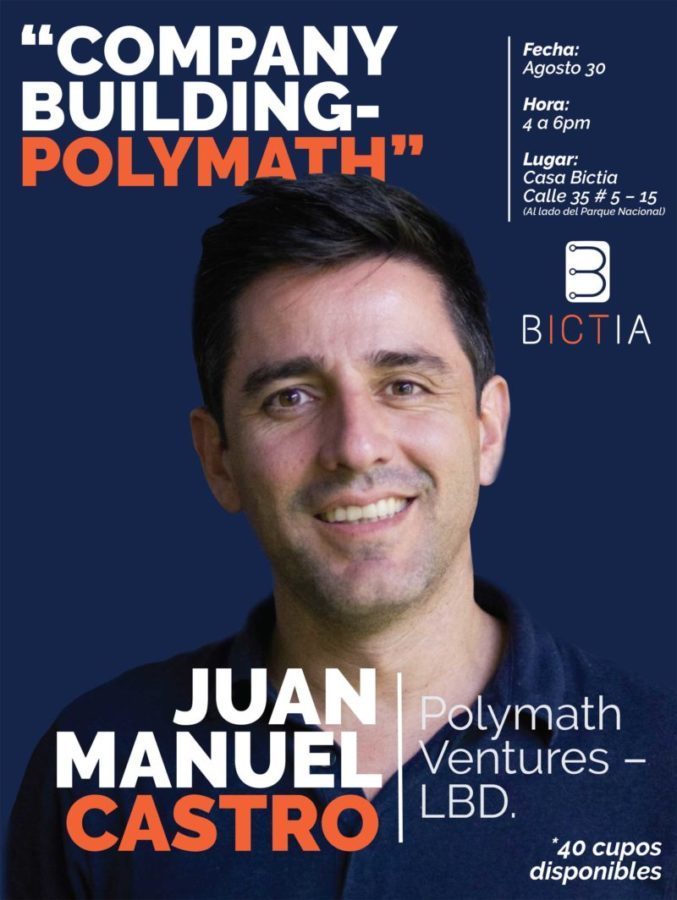 “COMPANY
BUILDING-
POLYMATH”
Fecha:
Agosto 30
Hora:
4 a 6pm
Lugar:
Casa Bictia
Calle 35 # 5 – 15
(Al lado del Parque Nacional)
BICTIA
JUAN
MANUEL
CASTRO
Polymath
Ventures –
LBD.
*40 cupos
disponibles